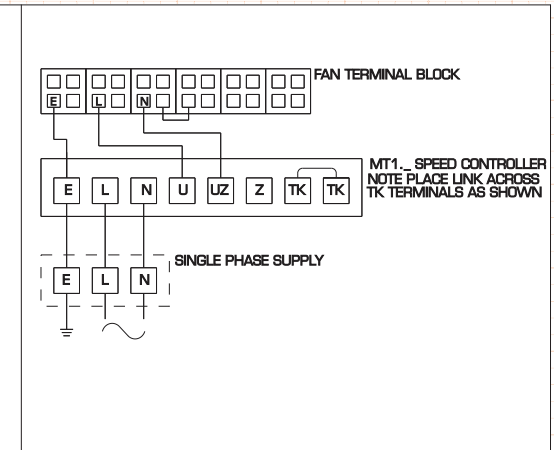 FAN TERMINAL BLOCK
E L N
MT1._ SPEED CONTROLLER
NOTE PLACE LINK ACROSS
TK TERMINALS AS SHOWN
E L N U UZ Z TK TK
SINGLE PHASE SUPPLY
E L N